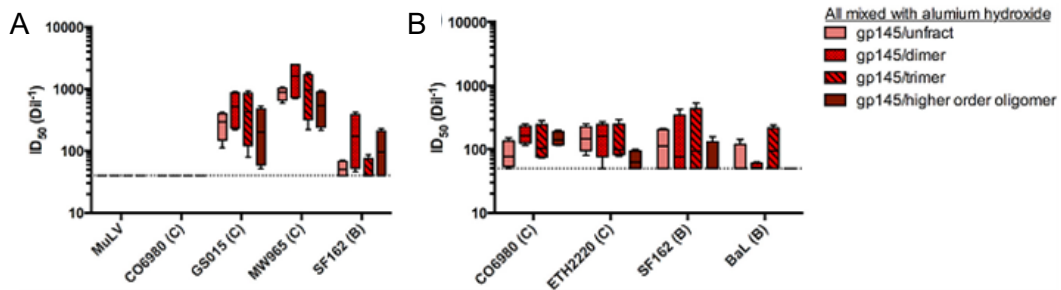 A
10000
1000
100
10
ID50 (Dil-1)
MuLV
CO6980 (C)
GS015 (C)
MW965 (C)
SF162 (B)
B
10000
1000
100
10
ID50 (Dil-1)
CO6980 (C)
ETH2220 (C)
SF162 (B)
BaL (B)
All mixed with alumium hydroxide
gp145/unfract
gp145/dimer
gp145/trimer
gp145/higher order oligomer